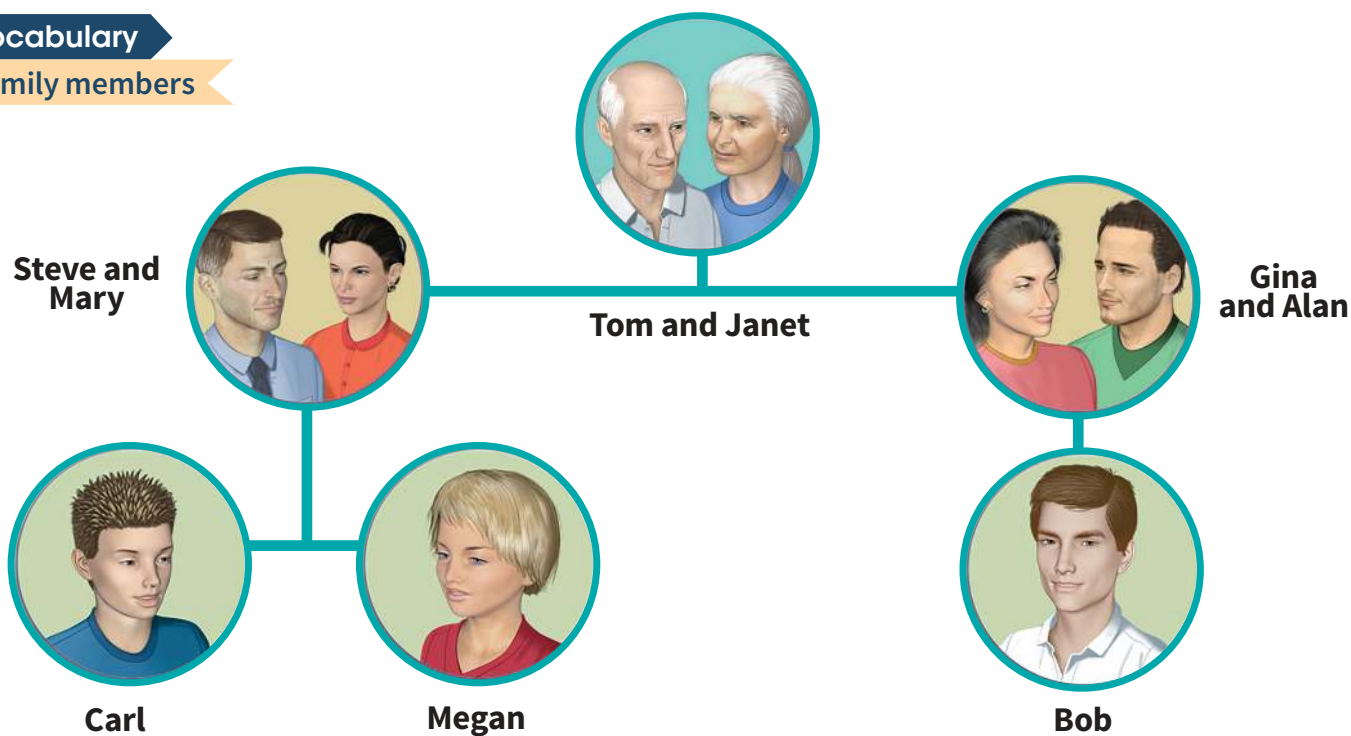 ocabulary
mily members
Steve and
Mary
Tom and Janet
Gina
and Alan
Carl
Megan
Bob